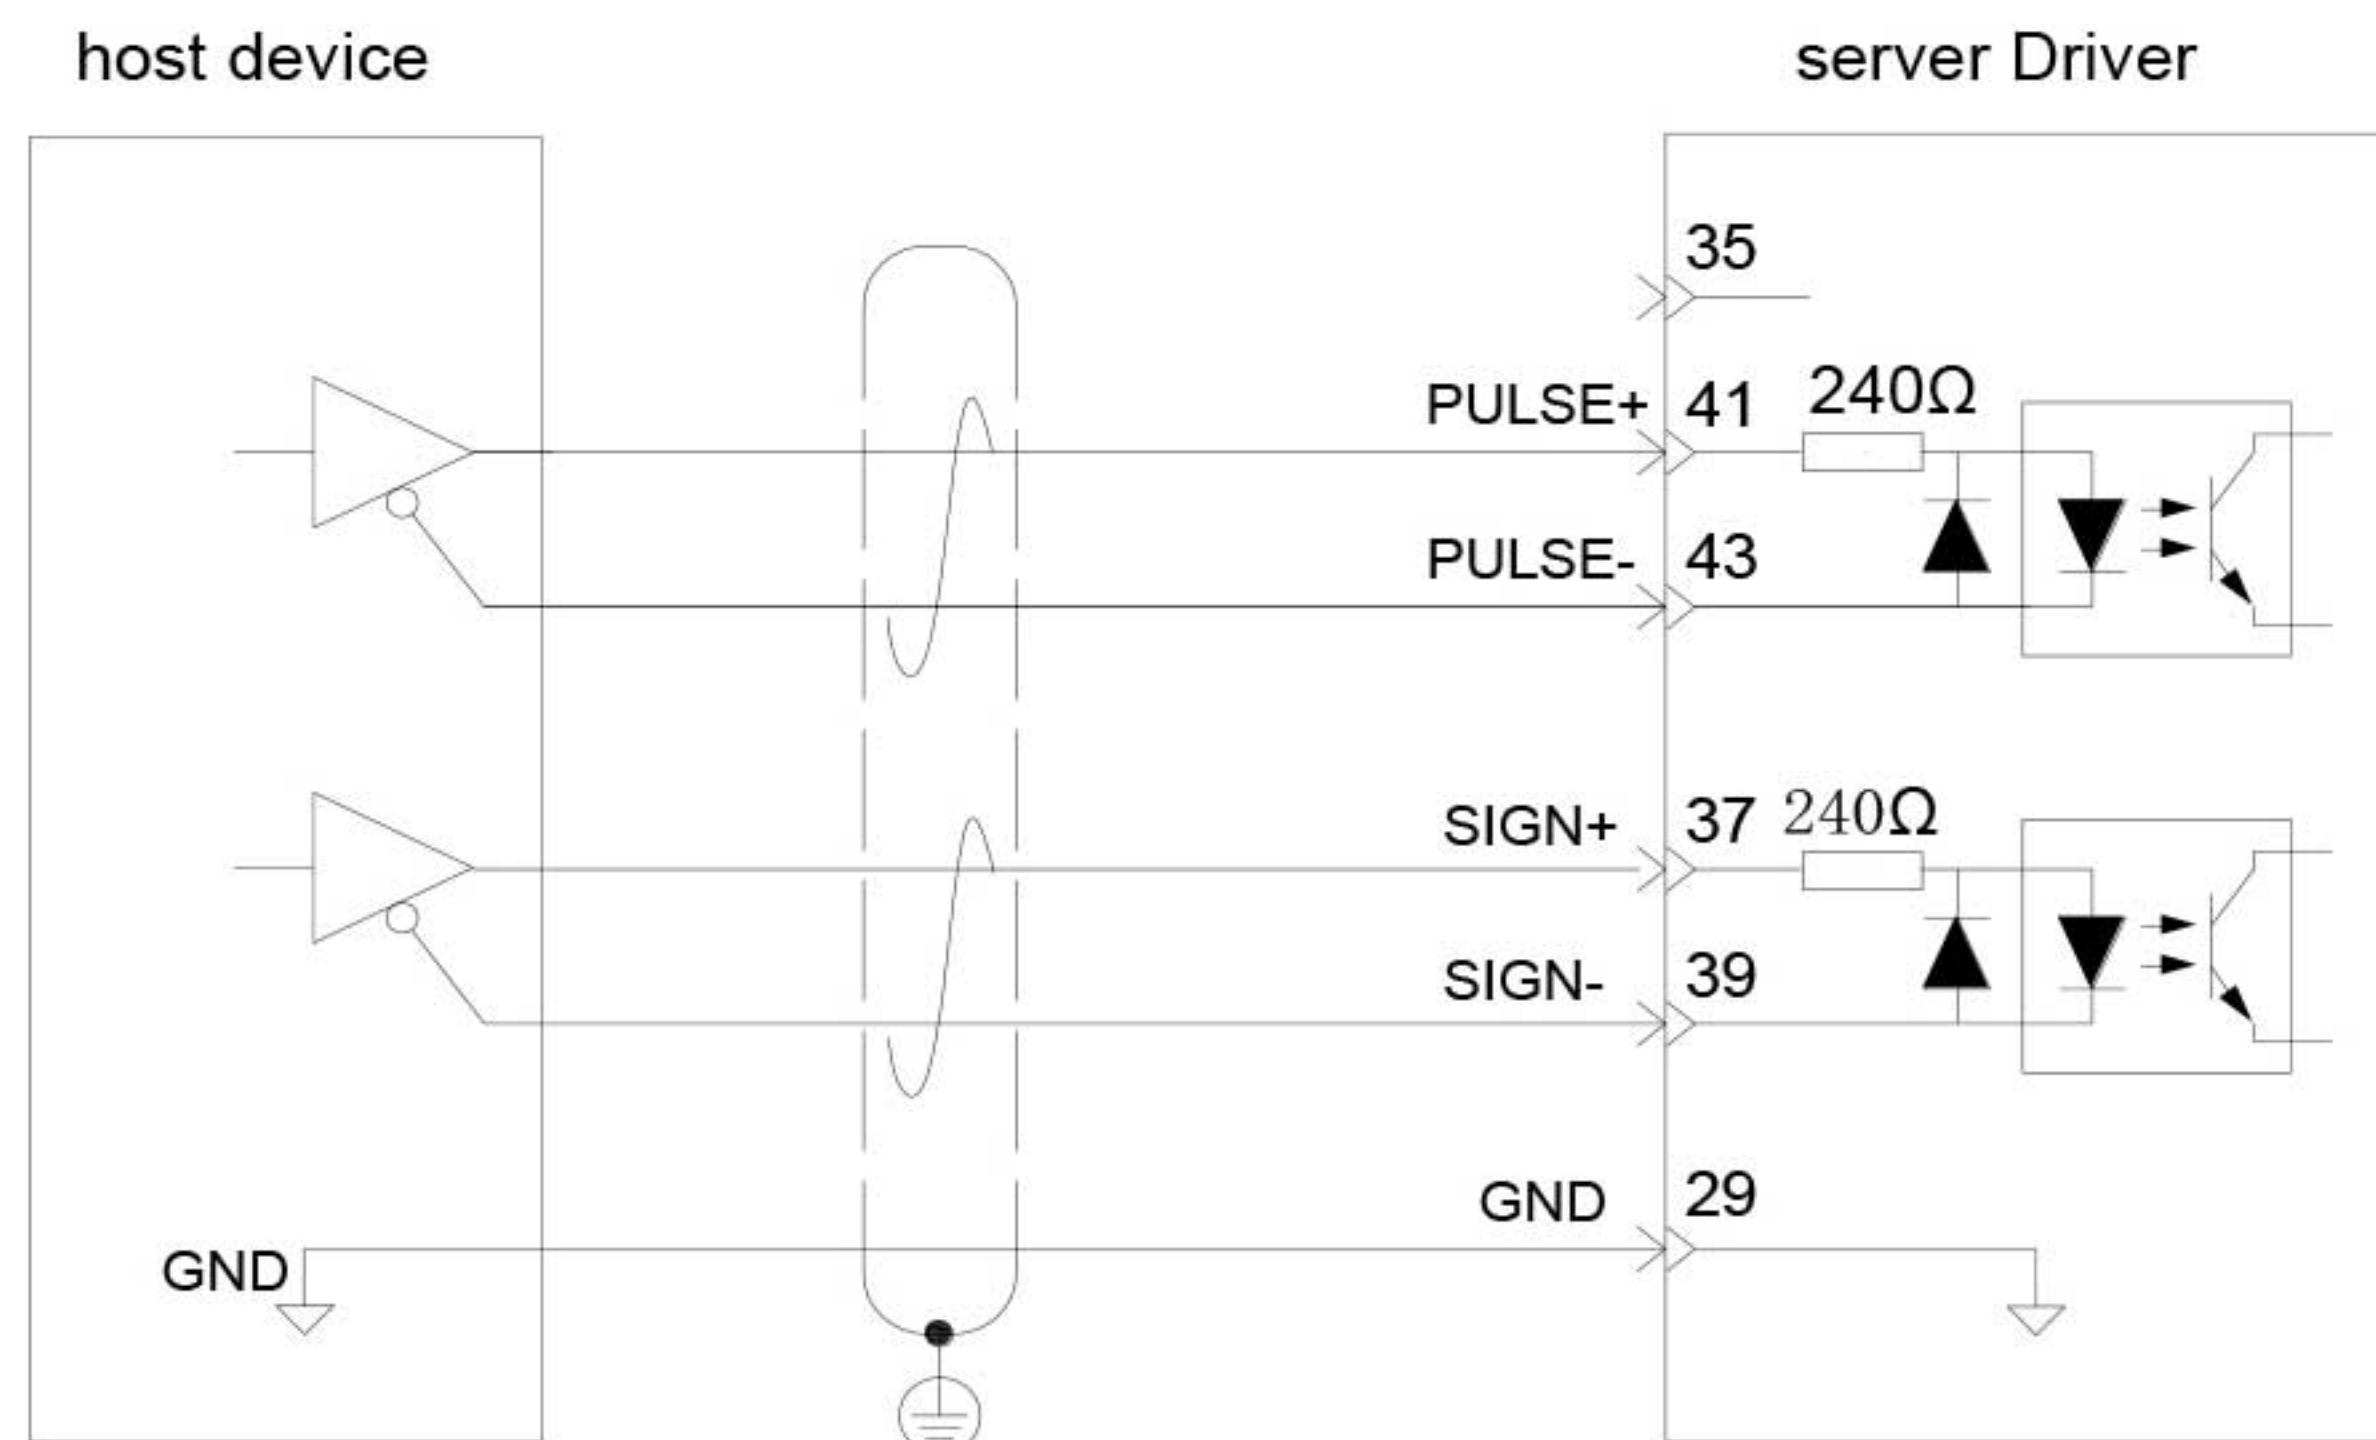 host device
server Driver
35
PULSE+ 41 240Ω
PULSE- 43
SIGN+ 37 240Ω
SIGN- 39
GND 29
GND